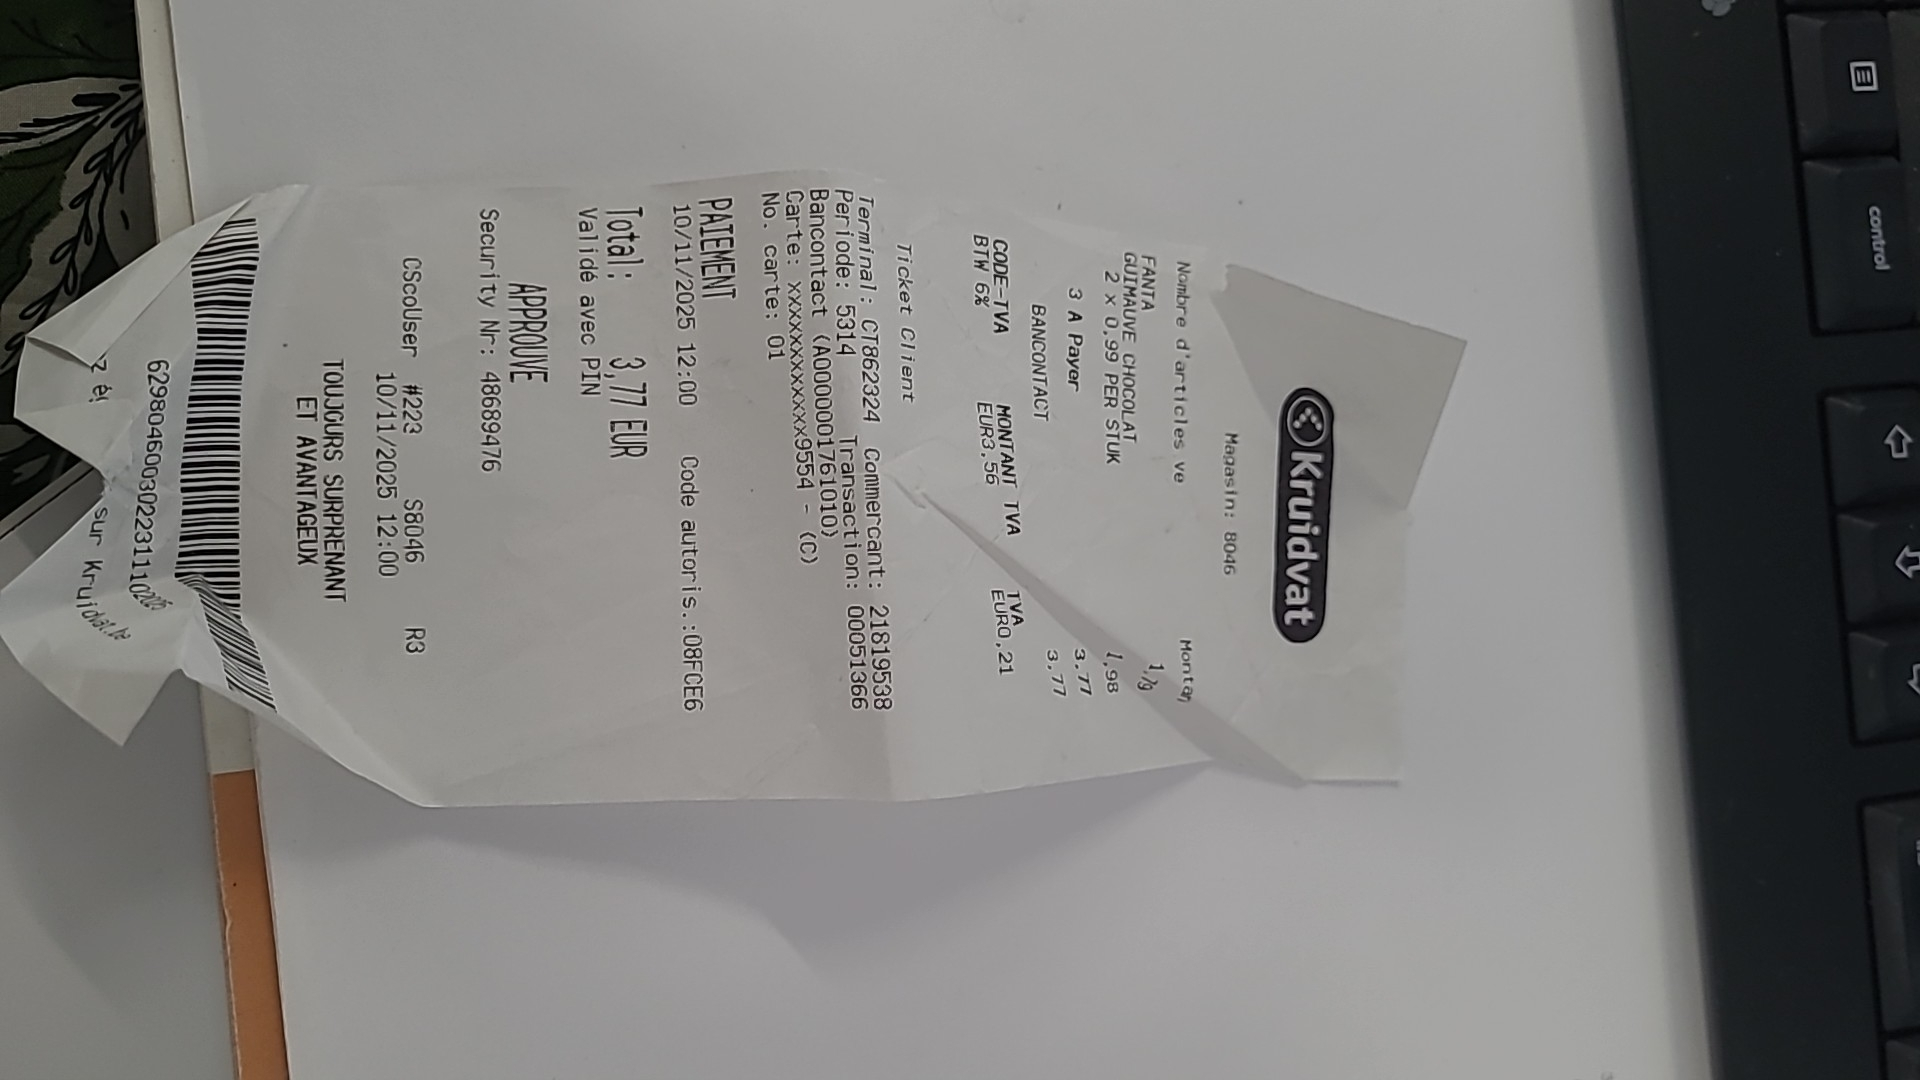 Kruidvat
Magasin: 8046
Nombre d'articles ve Montan
FANTA 1,79
GUIMAUVE CHOCOLAT
2 x 0,99 PER STUK 1,98
3 A Payer 3.77
BANCONTACT 3,77
CODE-TVA MONTANT TVA TVA
BTW 6% EUR3,56 EUR0,21
Ticket Client
Terminal: CT862324 Commercant: 21819538
Periode: 5314 Transaction: 00051366
Bancontact (A0000001761010)
Carte: xxxxxxxxxxxxx9554 - (C)
No. carte: 01
PAIEMENT
10/11/2025 12:00 Code autoris.:08FCE6
Total: 3,77 EUR
Validé avec PIN
APPROUVE
Security Nr: 48689476
CScoUser #223 S8046 R3
10/11/2025 12:00
TOUJOURS SURPRENANT
ET AVANTAGEUX
sur Kruidvat.be
control